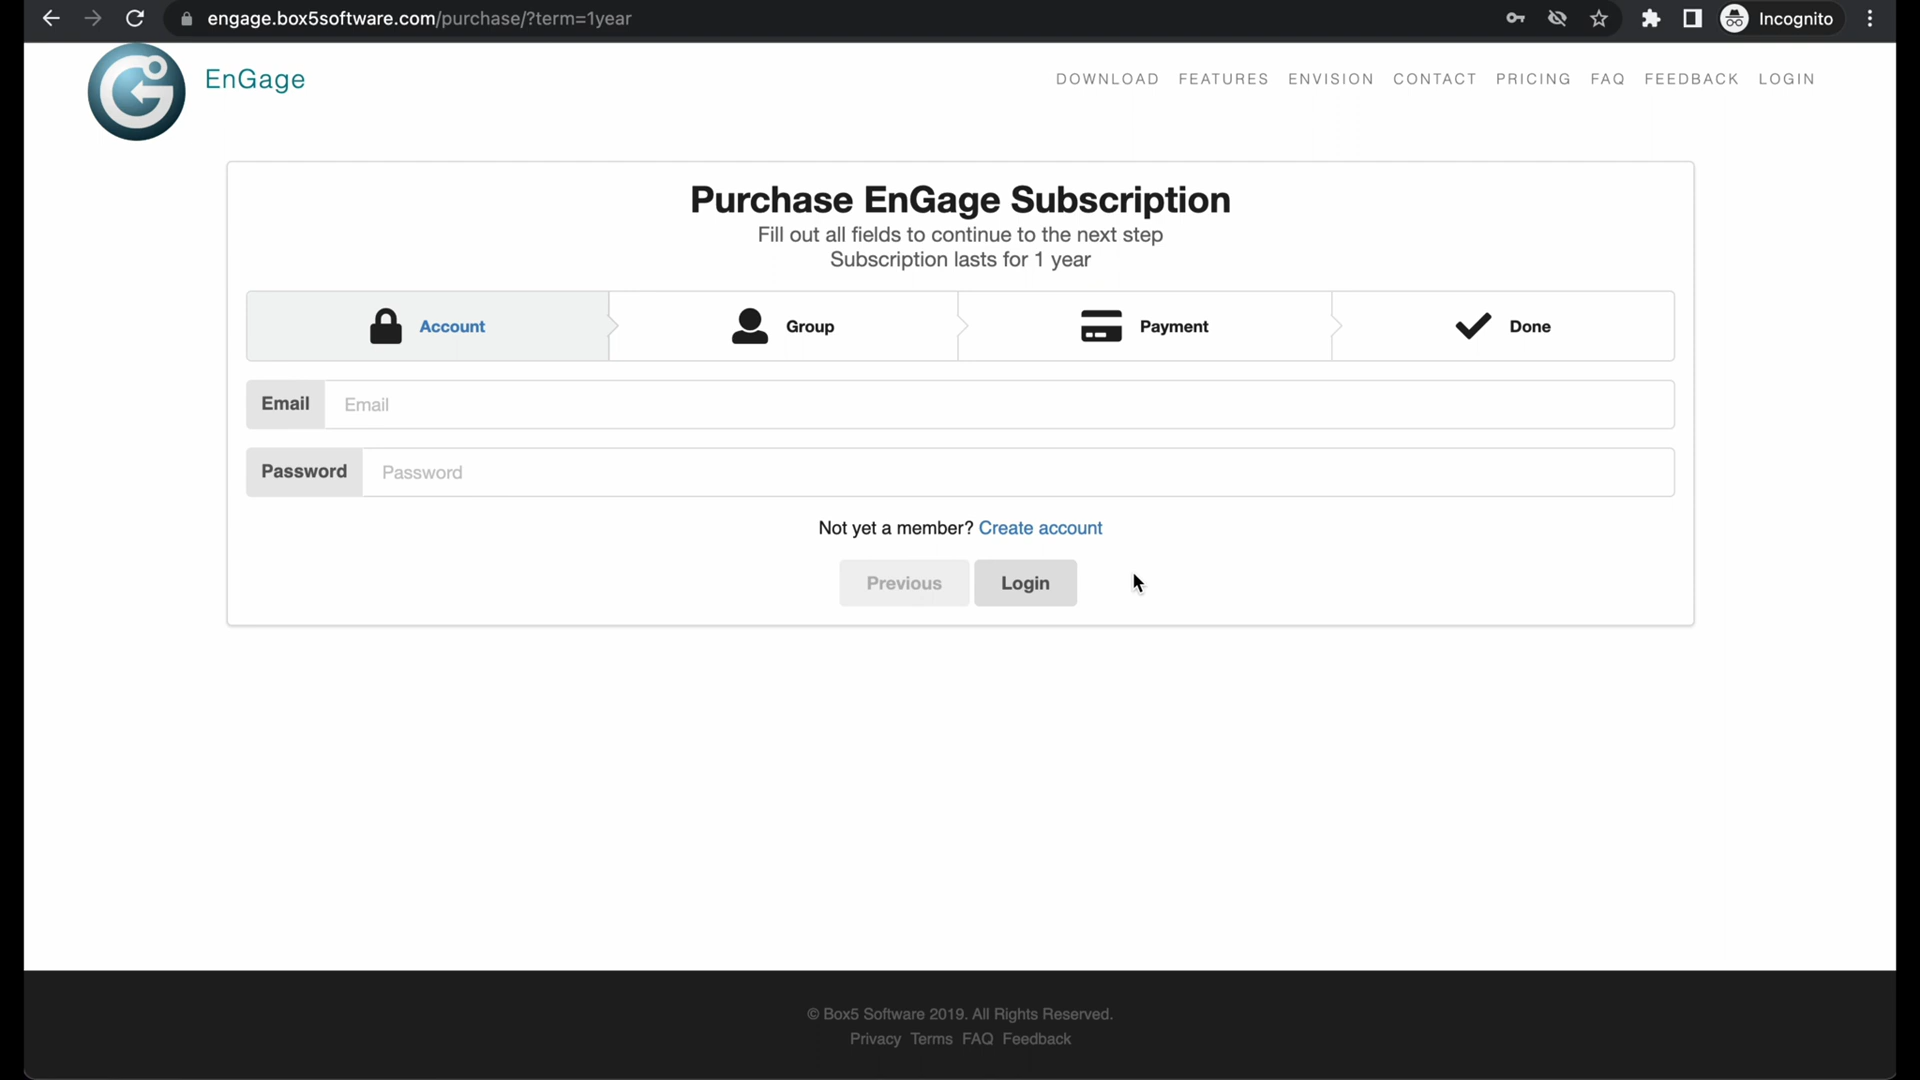 engage.box5software.com/purchase/?term=1year
Incognito
EnGage
DOWNLOAD FEATURES ENVISION CONTACT PRICING FAQ FEEDBACK LOGIN
Purchase EnGage Subscription
Fill out all fields to continue to the next step
Subscription lasts for 1 year
Account Group Payment Done
Email Email
Password Password
Not yet a member? Create account
Previous Login
© Box5 Software 2019. All Rights Reserved.
Privacy Terms FAQ Feedback